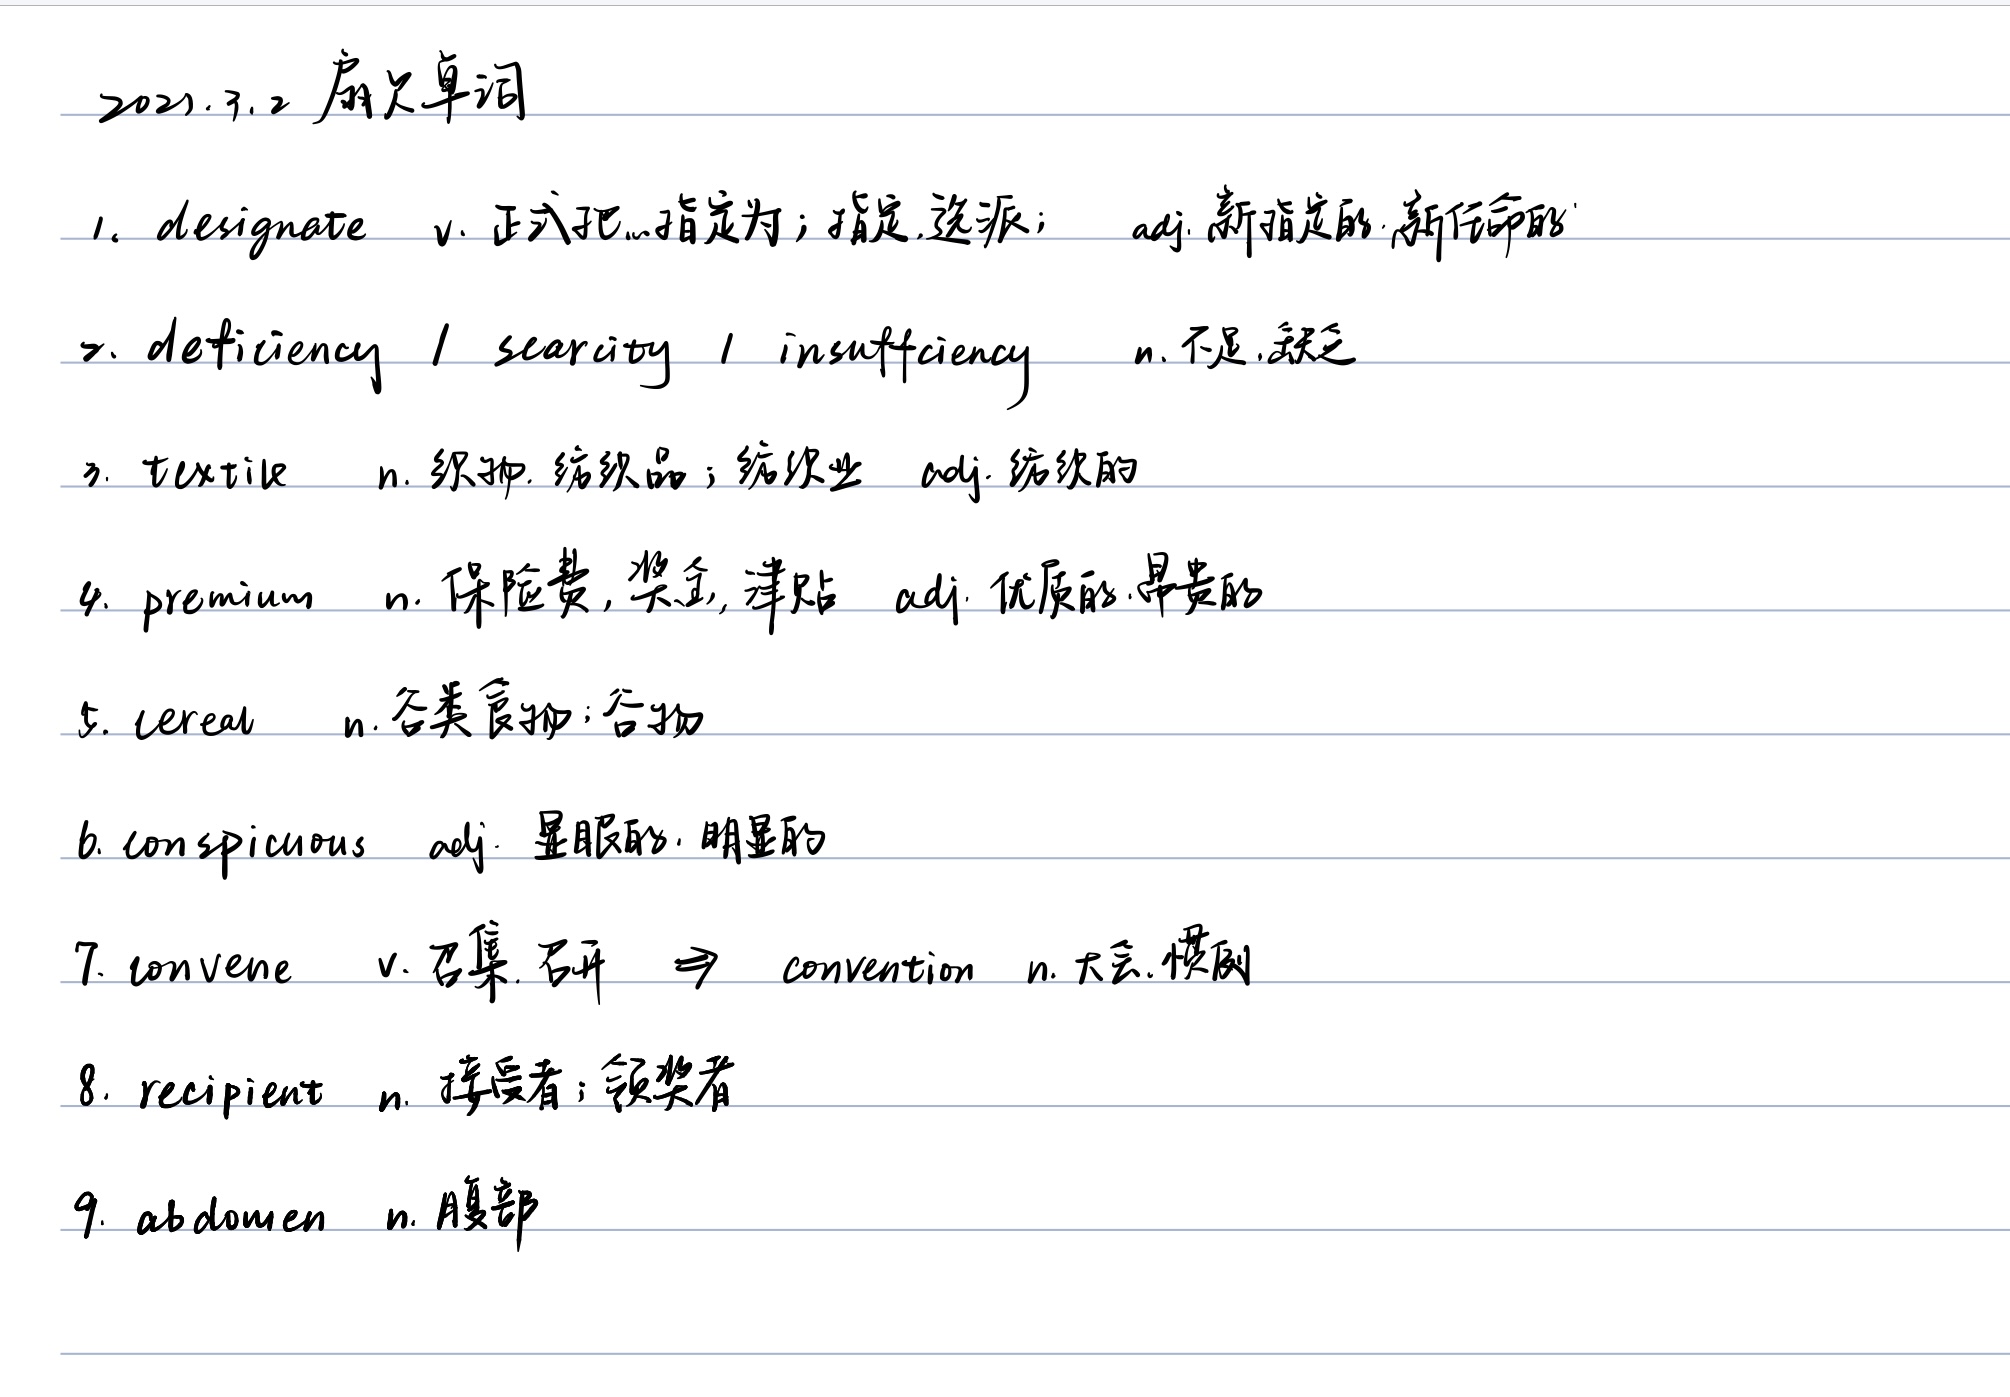 2025.3.2 扇贝单词
1. designate v. 正式把...指定为；指定、选派； adj. 新指定的、新任命的
2. deficiency / scarcity / insuffciency n. 不足、缺乏
3. textile n. 织物、纺织品；纺织业 adj. 纺织的
4. premium n. 保险费，奖金，津贴 adj. 优质的、昂贵的
5. cereal n. 谷类食物；谷物
6. conspicuous adj. 显眼的、明显的
7. convene v. 召集、召开 ⇒ convention n. 大会、惯例
8. recipient n. 接受者；领奖者
9. abdomen n. 腹部